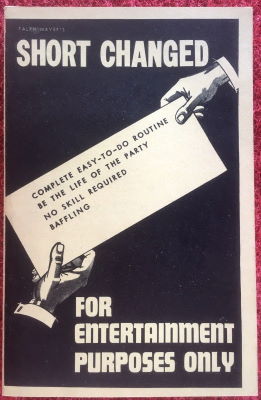 SHORT CHANGED
COMPLETE EASY-TO-DO ROUTINE
BE THE LIFE OF THE PARTY
NO SKILL REQUIRED
BAFFLING
FOR
ENTERTAINMENT
PURPOSES ONLY